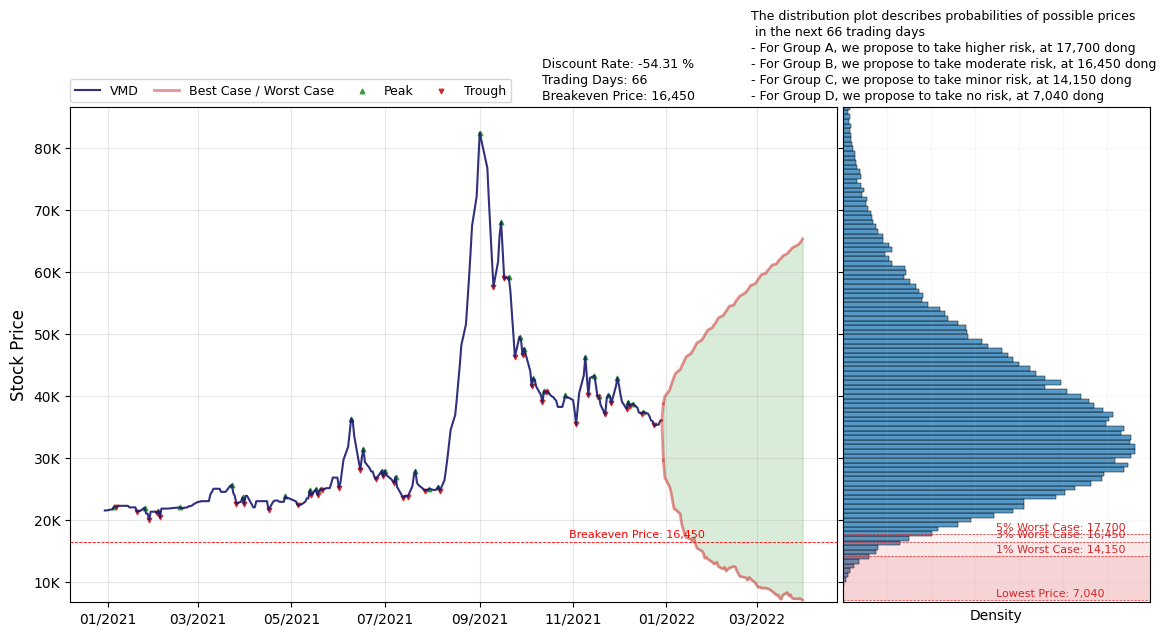 The distribution plot describes probabilities of possible prices
in the next 66 trading days
- For Group A, we propose to take higher risk, at 17,700 dong
- For Group B, we propose to take moderate risk, at 16,450 dong
- For Group C, we propose to take minor risk, at 14,150 dong
- For Group D, we propose to take no risk, at 7,040 dong
Discount Rate: -54.31 %
Trading Days: 66
Breakeven Price: 16,450
VMD
Best Case / Worst Case
Peak
Trough
Stock Price
80K
70K
60K
50K
40K
30K
20K
10K
Breakeven Price: 16,450
5% Worst Case: 17,700
3% Worst Case: 16,450
1% Worst Case: 14,150
Lowest Price: 7,040
01/2021
03/2021
05/2021
07/2021
09/2021
11/2021
01/2022
03/2022
Density